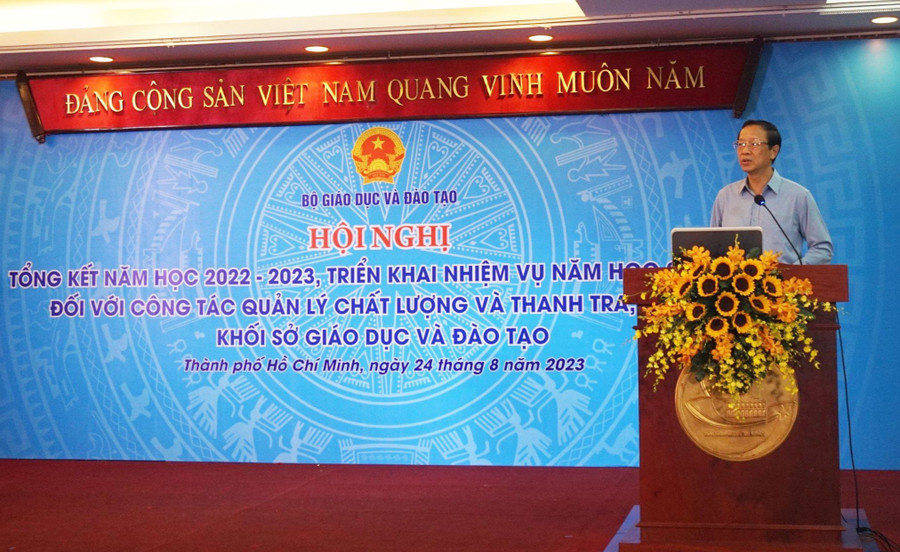 ĐẢNG CỘNG SẢN VIỆT NAM QUANG VINH MUÔN NĂM
BỘ GIÁO DỤC VÀ ĐÀO TẠO
HỘI NGHỊ
TỔNG KẾT NĂM HỌC 2022 - 2023, TRIỂN KHAI NHIỆM VỤ NĂM HỌC
ĐỐI VỚI CÔNG TÁC QUẢN LÝ CHẤT LƯỢNG VÀ THANH TRA,
KHỐI SỞ GIÁO DỤC VÀ ĐÀO TẠO
Thành phố Hồ Chí Minh, ngày 24 tháng 8 năm 2023